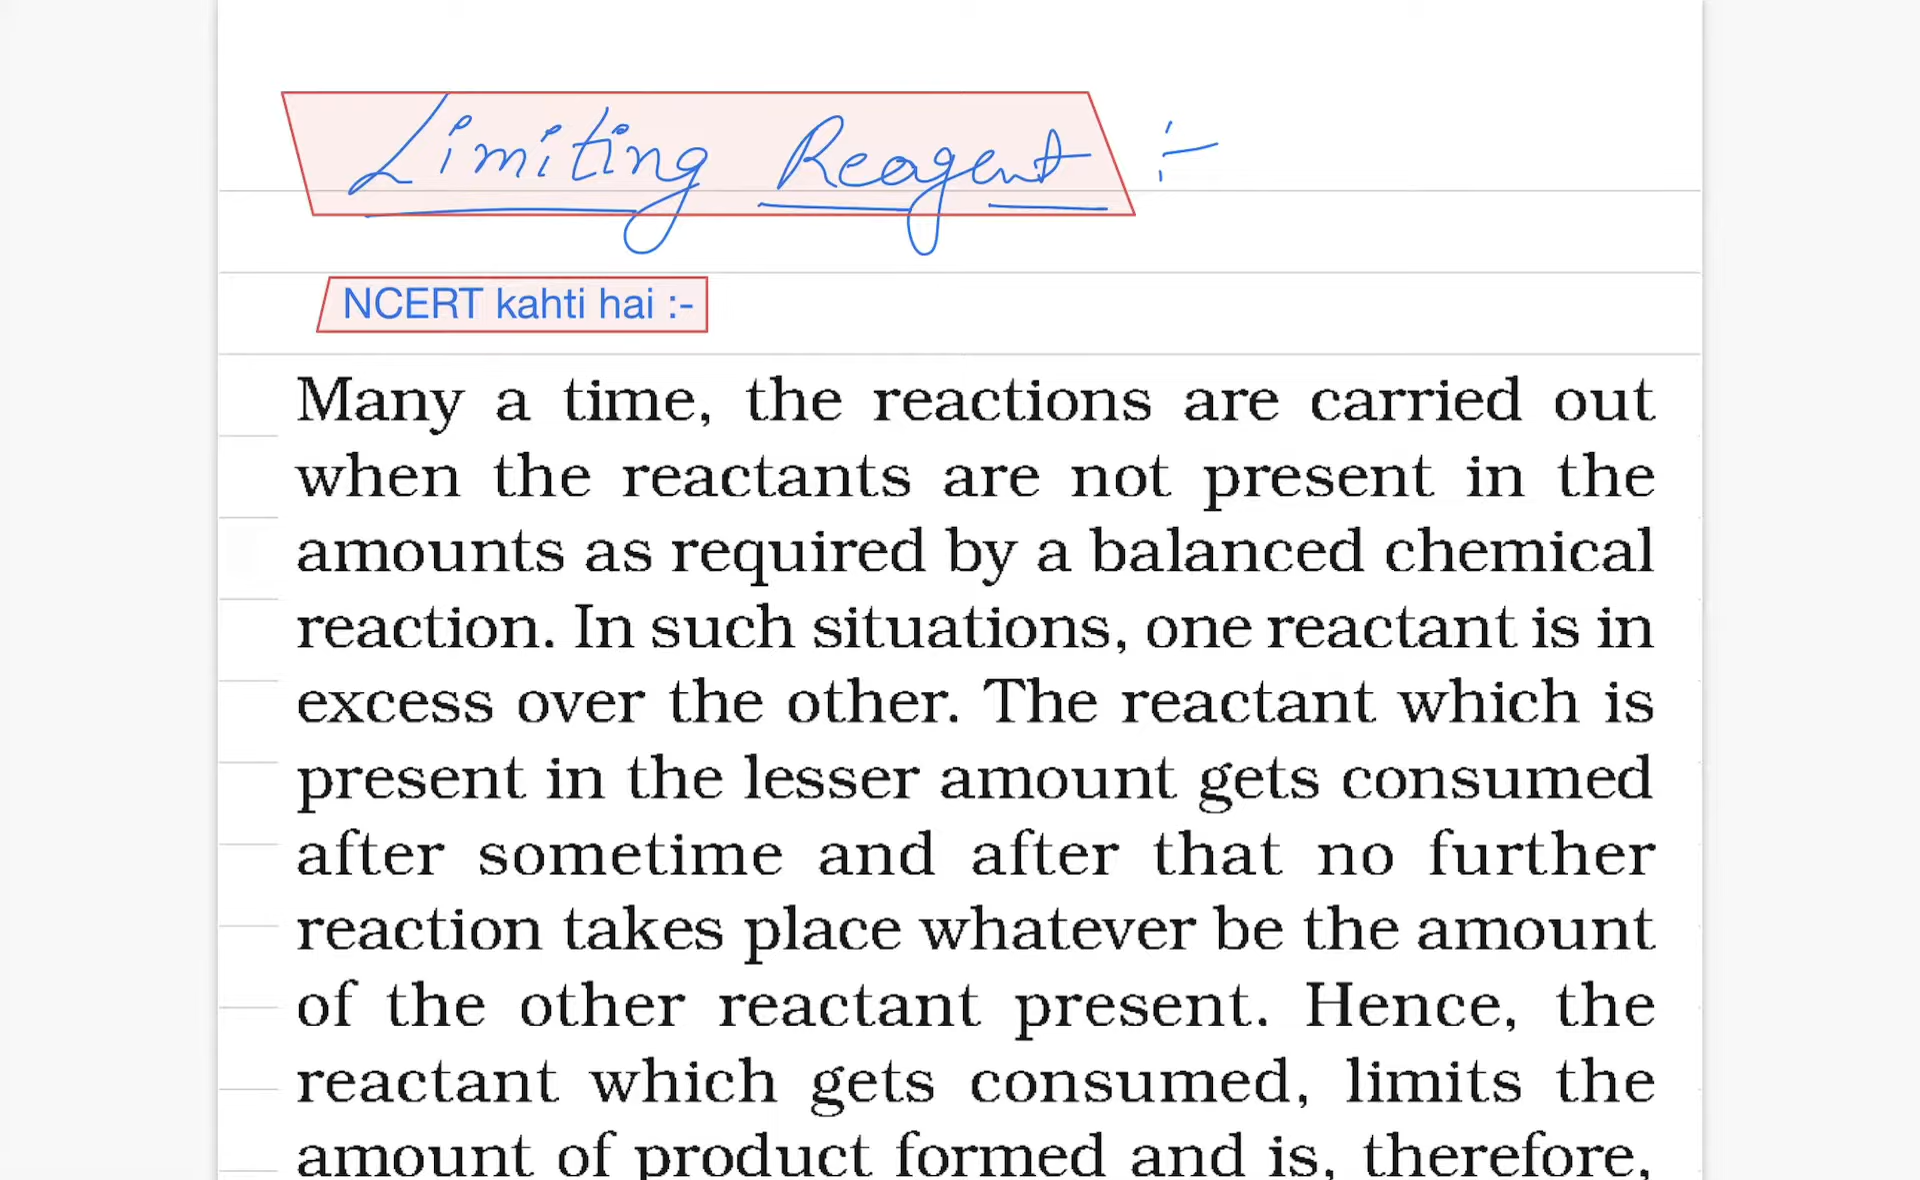 Limiting Reagent :-
NCERT kahti hai :-
Many a time, the reactions are carried out
when the reactants are not present in the
amounts as required by a balanced chemical
reaction. In such situations, one reactant is in
excess over the other. The reactant which is
present in the lesser amount gets consumed
after sometime and after that no further
reaction takes place whatever be the amount
of the other reactant present. Hence, the
reactant which gets consumed, limits the
amount of product formed and is, therefore,